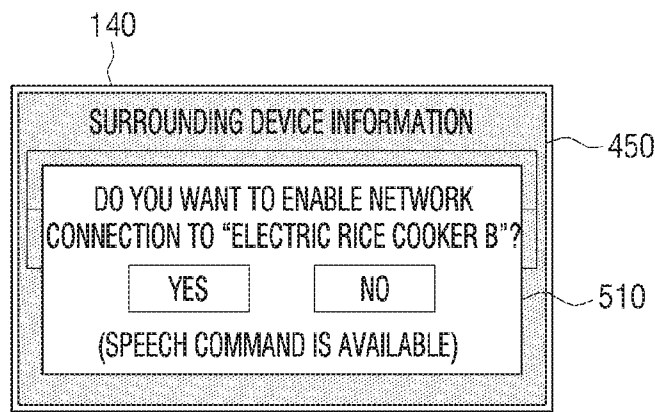 140
SURROUNDING DEVICE INFORMATION
450
DO YOU WANT TO ENABLE NETWORK
CONNECTION TO "ELECTRIC RICE COOKER B"?
YES NO
510
(SPEECH COMMAND IS AVAILABLE)